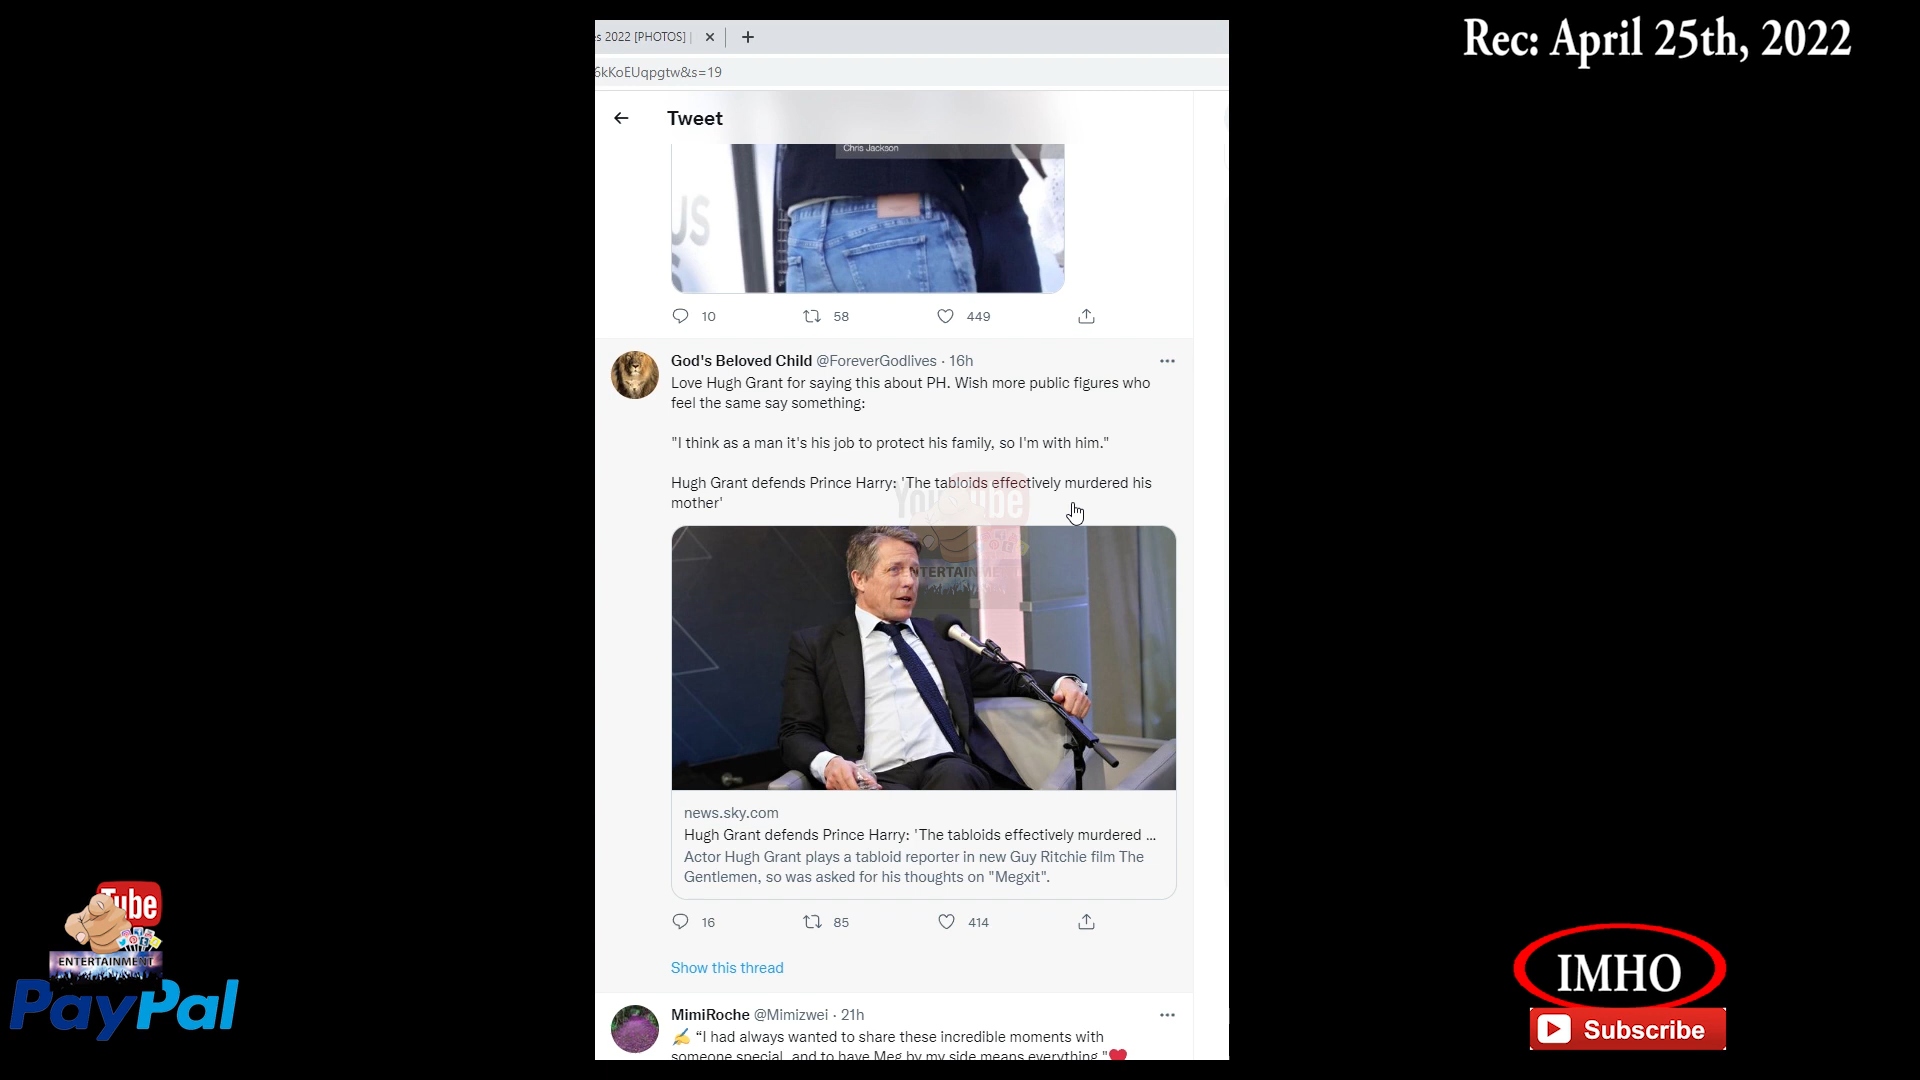 Rec: April 25th, 2022
s 2022 [PHOTOS] |
6kKoEUqpgtw&s=19
Tweet
Chris Jackson
US
10 58 449
God's Beloved Child @ForeverGodlives · 16h
Love Hugh Grant for saying this about PH. Wish more public figures who
feel the same say something:
"I think as a man it's his job to protect his family, so I'm with him."
Hugh Grant defends Prince Harry: 'The tabloids effectively murdered his
mother'
YouTube
ENTERTAINMENT
news.sky.com
Hugh Grant defends Prince Harry: 'The tabloids effectively murdered ...
Actor Hugh Grant plays a tabloid reporter in new Guy Ritchie film The
Gentlemen, so was asked for his thoughts on "Megxit".
16 85 414
Show this thread
MimiRoche @Mimizwei · 21h
✍️ “I had always wanted to share these incredible moments with
someone special, and to have Meg by my side means everything."❤️
Tube
ENTERTAINMENT
PayPal
IMHO
Subscribe